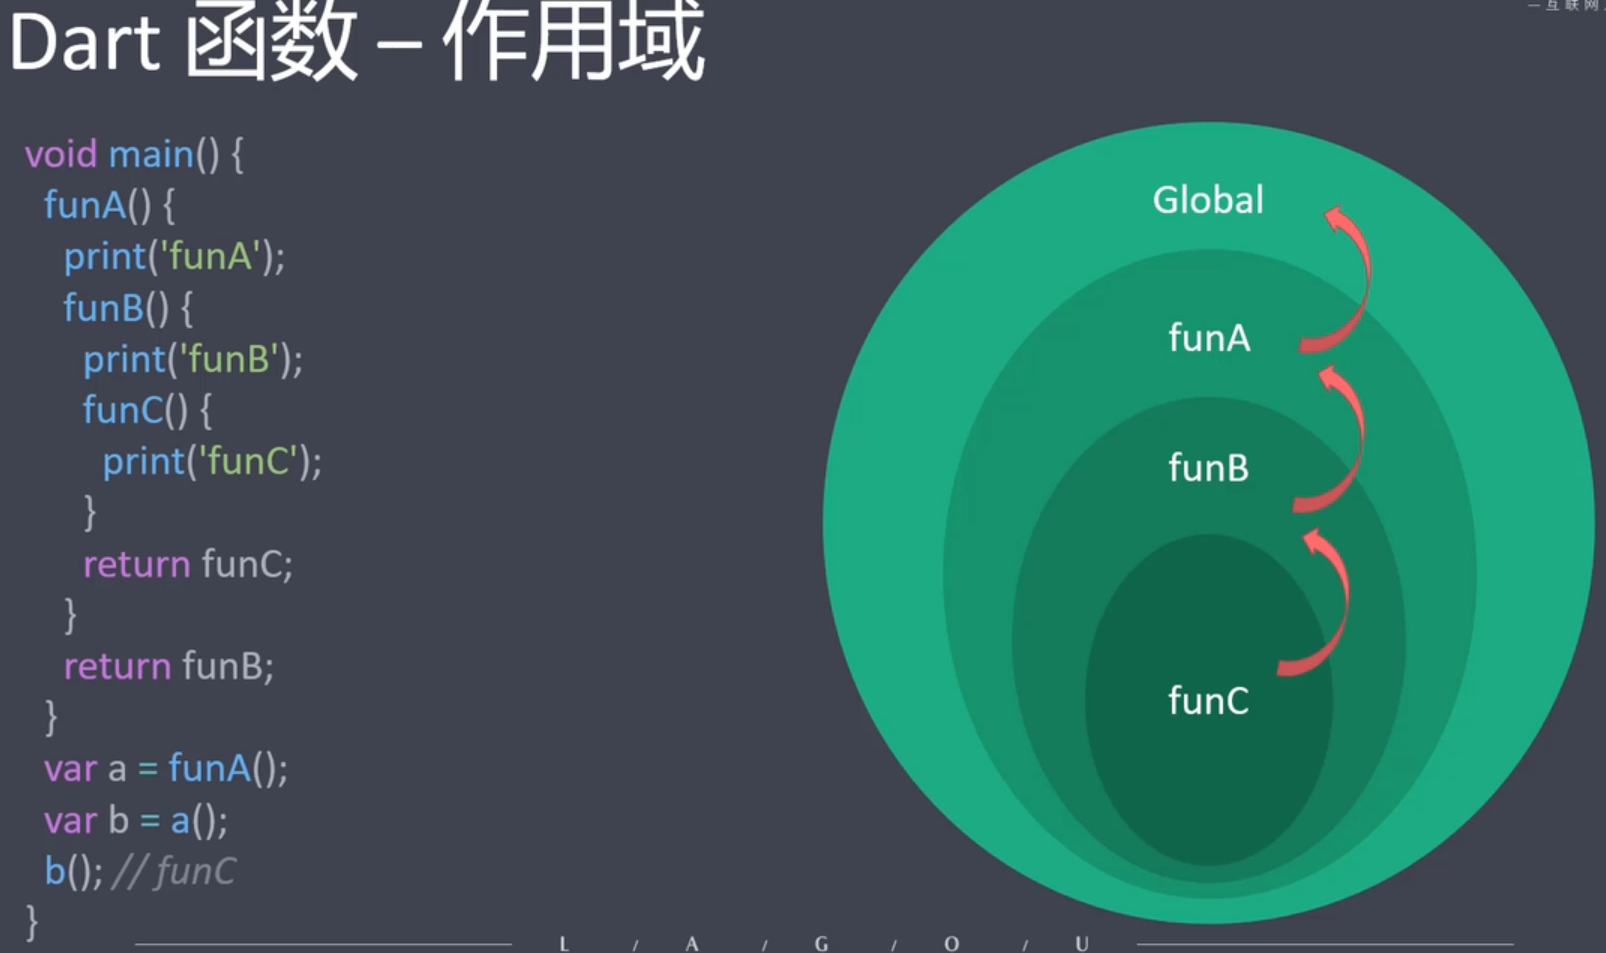 一 互 联 网
Dart 函数 – 作用域
void main() {
funA() {
print('funA');
funB() {
print('funB');
funC() {
print('funC');
}
return funC;
}
return funB;
}
var a = funA();
var b = a();
b(); // funC
}
Global
funA
funB
funC
L / A / G / O / U